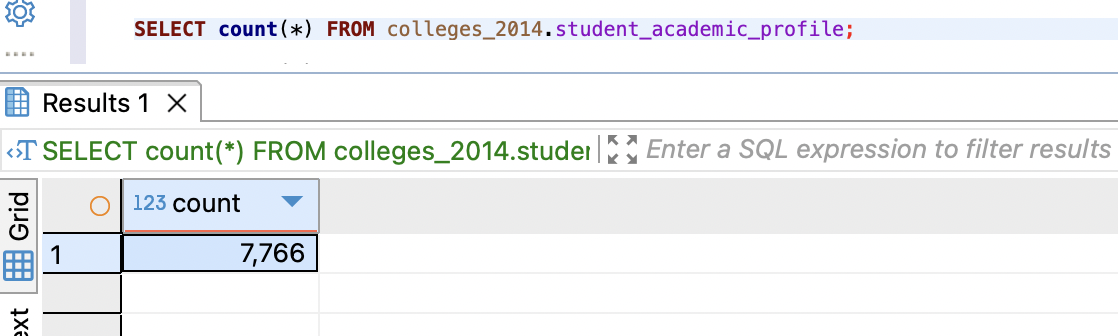 SELECT count(*) FROM colleges_2014.student_academic_profile;
Results 1
SELECT count(*) FROM colleges_2014.studer
Enter a SQL expression to filter results
Grid
123 count
1
7,766
ext